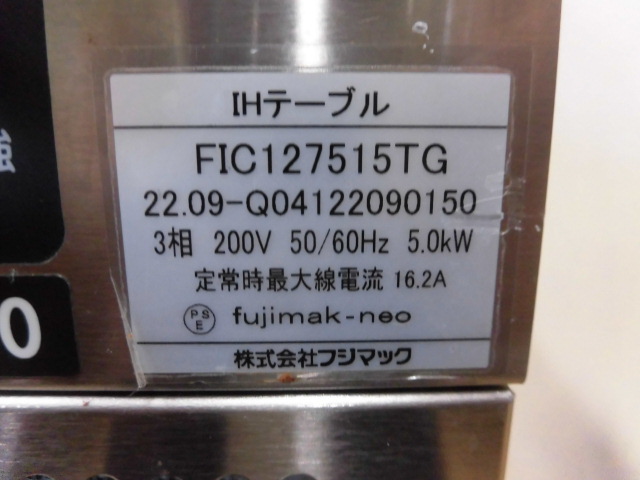 IHテーブル
FIC127515TG
22.09-Q04122090150
3相 200V 50/60Hz 5.0kW
定常時最大線電流 16.2A
PSE fujimak-neo
株式会社フジマック
強
0